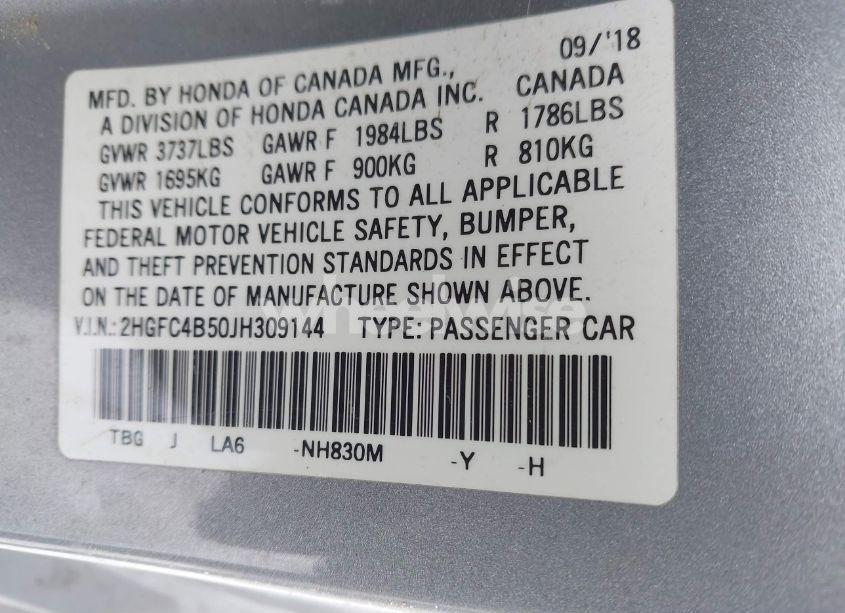 09/'18
MFD. BY HONDA OF CANADA MFG., CANADA
A DIVISION OF HONDA CANADA INC.
GVWR 3737LBS GAWR F 1984LBS R 1786LBS
GVWR 1695KG GAWR F 900KG R 810KG
THIS VEHICLE CONFORMS TO ALL APPLICABLE
FEDERAL MOTOR VEHICLE SAFETY, BUMPER,
AND THEFT PREVENTION STANDARDS IN EFFECT
ON THE DATE OF MANUFACTURE SHOWN ABOVE.
wheelwise
V.I.N.: 2HGFC4B50JH309144 TYPE: PASSENGER CAR
TBG J LA6 -NH830M -Y -H